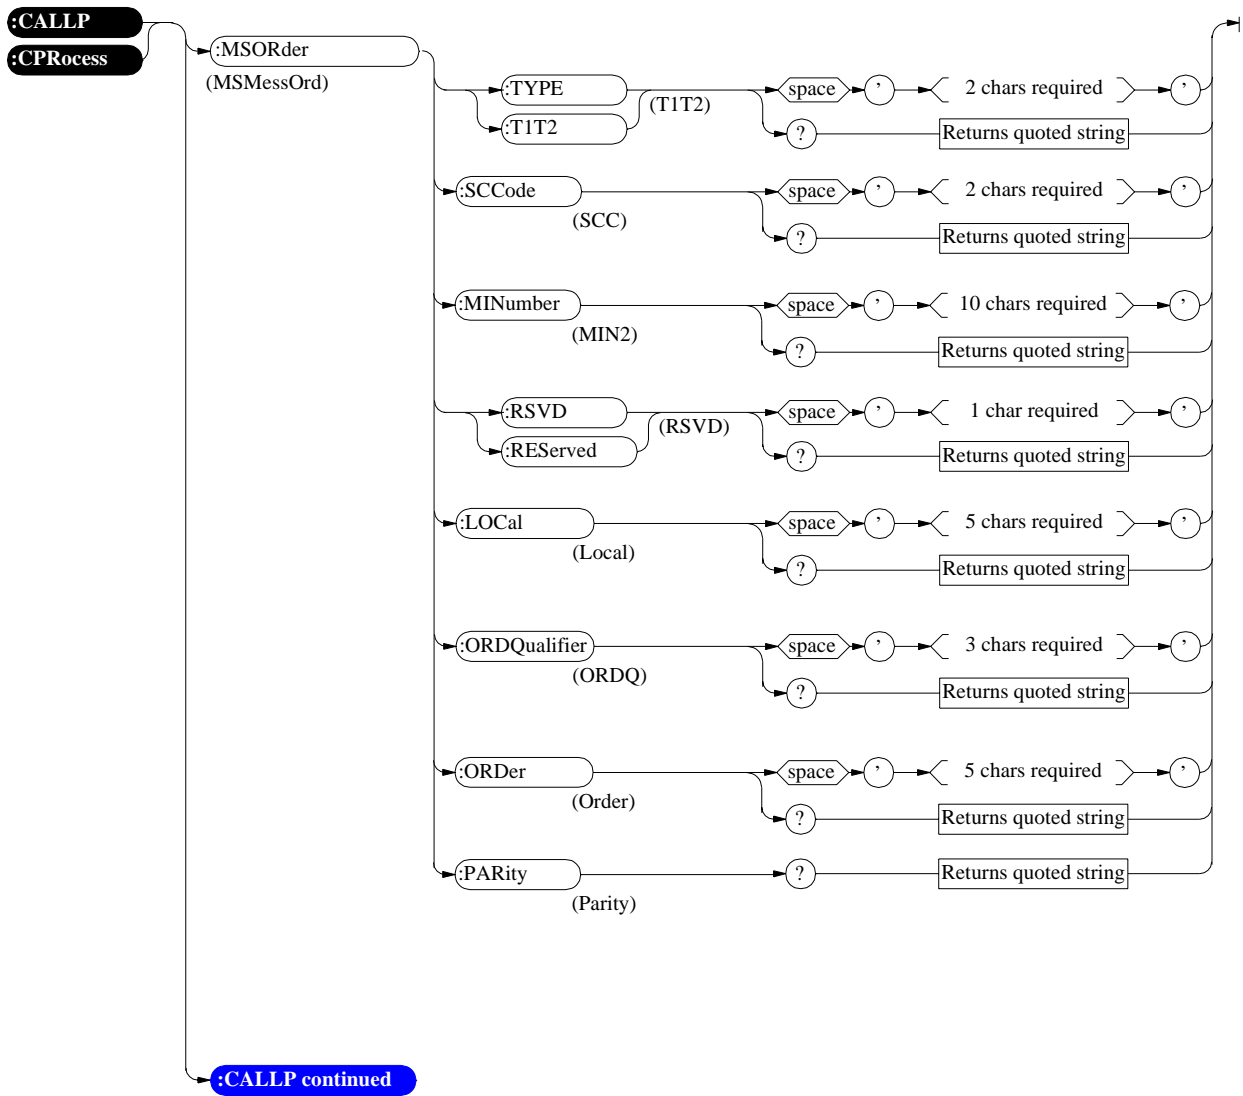 :CALLP
:CPRocess
:MSORder
(MSMessOrd)
:TYPE
:T1T2
(T1T2)
space ’ 2 chars required ’
? Returns quoted string
:SCCode
(SCC)
space ’ 2 chars required ’
? Returns quoted string
:MINumber
(MIN2)
space ’ 10 chars required ’
? Returns quoted string
:RSVD
:REServed
(RSVD)
space ’ 1 char required ’
? Returns quoted string
:LOCal
(Local)
space ’ 5 chars required ’
? Returns quoted string
:ORDQualifier
(ORDQ)
space ’ 3 chars required ’
? Returns quoted string
:ORDer
(Order)
space ’ 5 chars required ’
? Returns quoted string
:PARity
(Parity)
? Returns quoted string
:CALLP continued